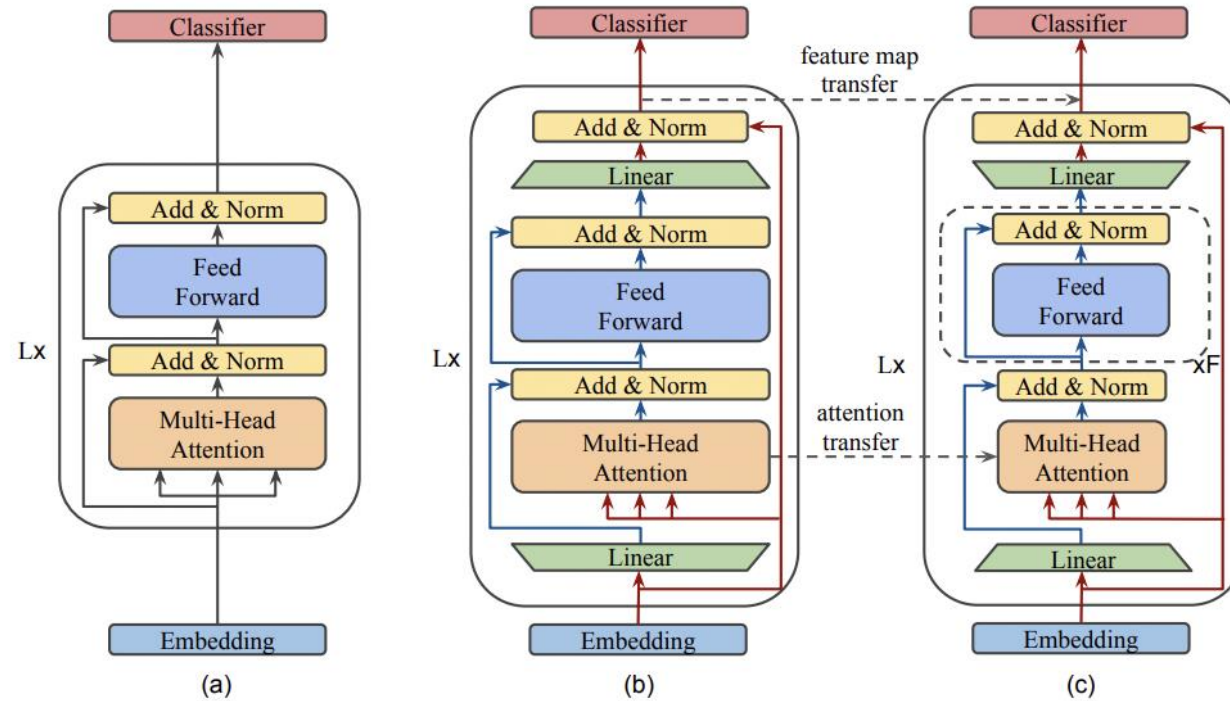 Classifier
Add & Norm
Feed
Forward
Lx
Add & Norm
Multi-Head
Attention
Embedding
(a)
Classifier
feature map
transfer
Add & Norm
Linear
Add & Norm
Feed
Forward
Lx
Add & Norm
attention
transfer
Multi-Head
Attention
Linear
Embedding
(b)
Classifier
Add & Norm
Linear
Add & Norm
Feed
Forward
Lx
xF
Add & Norm
Multi-Head
Attention
Linear
Embedding
(c)